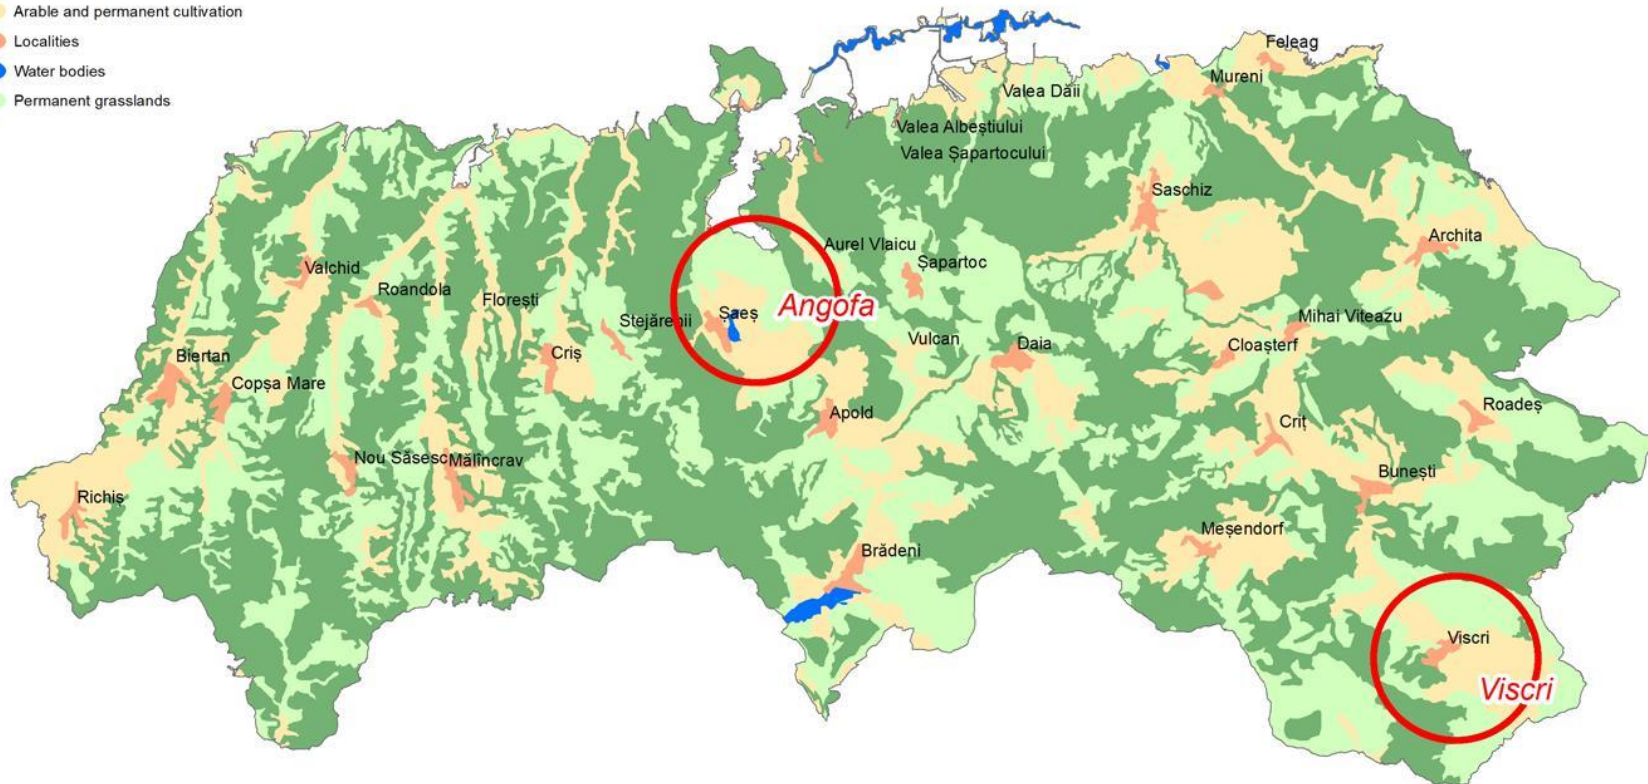 Arable and permanent cultivation
Localities
Water bodies
Permanent grasslands
Feleag
Mureni
Valea Dăii
Valea Albeștiului
Valea Șapartocului
Saschiz
Archita
Aurel Vlaicu
Șapartoc
Valchid
Roandola
Florești
Angofa
Șaeș
Stejărenii
Mihai Viteazu
Vulcan
Daia
Cloașterf
Criș
Biertan
Copșa Mare
Roadeș
Apold
Criț
Nou Săsesc
Mălîncrav
Bunești
Richiș
Meșendorf
Brădeni
Viscri
Viscri